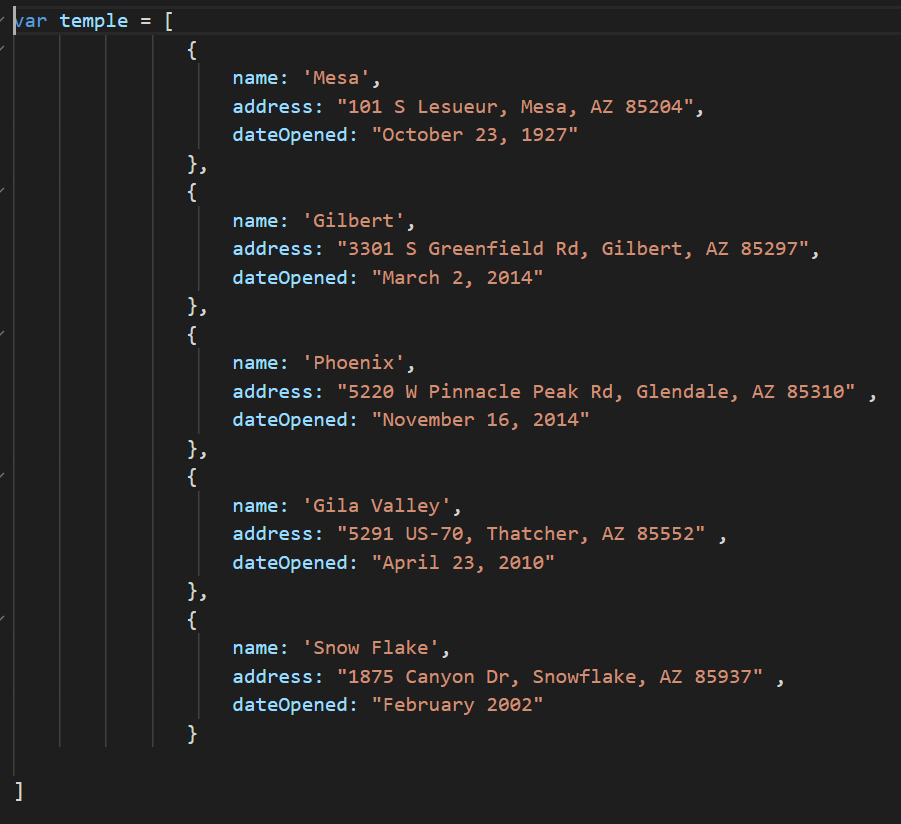 var temple = [
{
name: 'Mesa',
address: "101 S Lesueur, Mesa, AZ 85204",
dateOpened: "October 23, 1927"
},
{
name: 'Gilbert',
address: "3301 S Greenfield Rd, Gilbert, AZ 85297",
dateOpened: "March 2, 2014"
},
{
name: 'Phoenix',
address: "5220 W Pinnacle Peak Rd, Glendale, AZ 85310" ,
dateOpened: "November 16, 2014"
},
{
name: 'Gila Valley',
address: "5291 US-70, Thatcher, AZ 85552" ,
dateOpened: "April 23, 2010"
},
{
name: 'Snow Flake',
address: "1875 Canyon Dr, Snowflake, AZ 85937" ,
dateOpened: "February 2002"
}
]